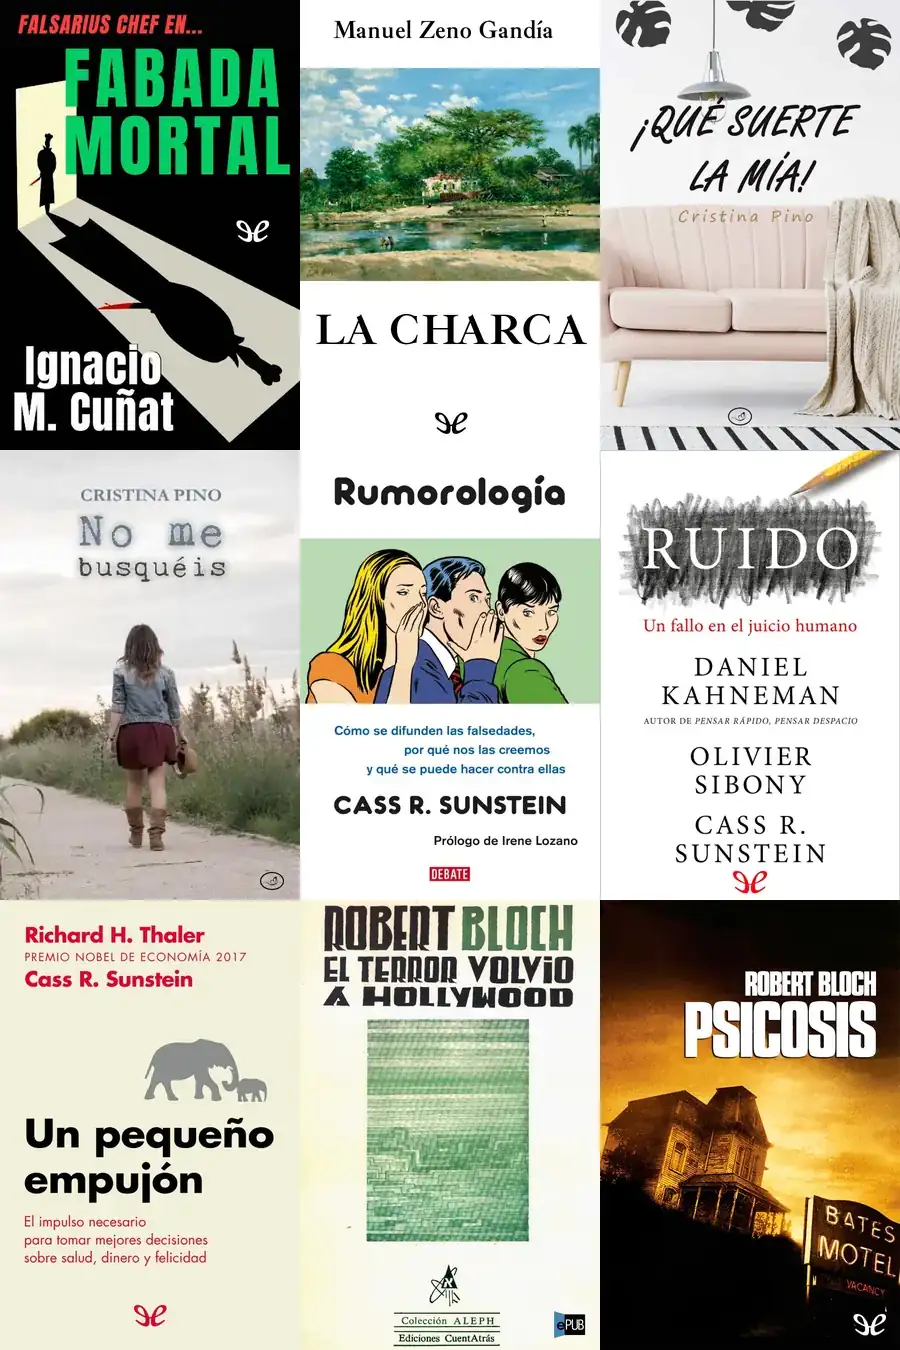 FALSARIUS CHEF EN...
FABADA
MORTAL
Ignacio
M. Cuñat
Manuel Zeno Gandía
LA CHARCA
¡QUÉ SUERTE
LA MÍA!
Cristina Pino
CRISTINA PINO
No me
busquéis
Rumorología
Cómo se difunden las falsedades,
por qué nos las creemos
y qué se puede hacer contra ellas
CASS R. SUNSTEIN
Prólogo de Irene Lozano
DEBATE
RUIDO
Un fallo en el juicio humano
DANIEL
KAHNEMAN
AUTOR DE PENSAR RÁPIDO, PENSAR DESPACIO
OLIVIER
SIBONY
CASS R.
SUNSTEIN
Richard H. Thaler
PREMIO NOBEL DE ECONOMÍA 2017
Cass R. Sunstein
Un pequeño
empujón
El impulso necesario
para tomar mejores decisiones
sobre salud, dinero y felicidad
ROBERT BLOCH
EL TERROR VOLVIO
A HOLLYWOOD
Colección ALEPH
Ediciones CuentAtrás
ePUB
ROBERT BLOCH
PSICOSIS
BATES
MOTEL
VACANCY